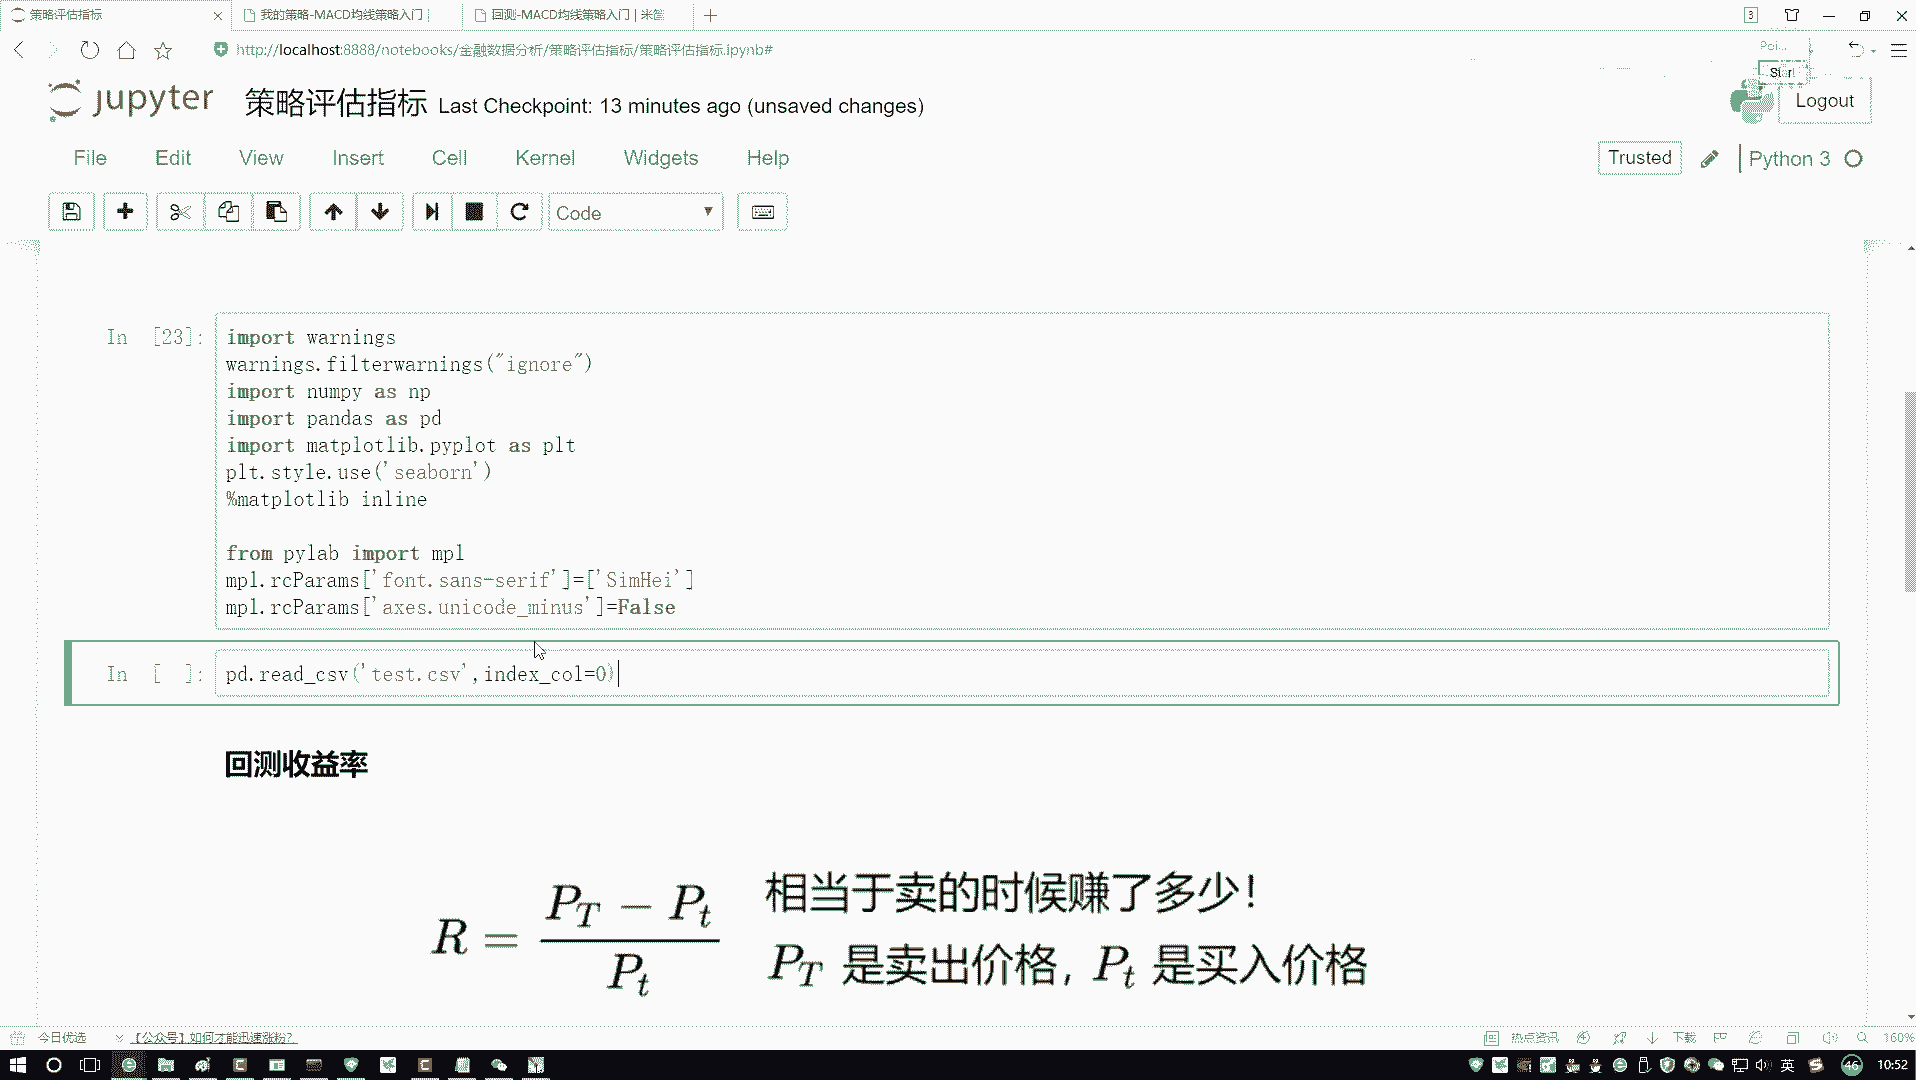 策略评估指标
我的策略-MACD均线策略入门
回测-MACD均线策略入门 | 米筐
3
http://localhost:8888/notebooks/金融数据分析/策略评估指标/策略评估指标.ipynb#
jupyter 策略评估指标 Last Checkpoint: 13 minutes ago (unsaved changes)
Logout
File Edit View Insert Cell Kernel Widgets Help
Trusted
Python 3
Code
In [23]:
import warnings
warnings.filterwarnings("ignore")
import numpy as np
import pandas as pd
import matplotlib.pyplot as plt
plt.style.use('seaborn')
%matplotlib inline
from pylab import mpl
mpl.rcParams['font.sans-serif']=['SimHei']
mpl.rcParams['axes.unicode_minus']=False
In [ ]:
pd.read_csv('test.csv',index_col=0)
回测收益率
R = (P_T − P_t) / P_t
相当于卖的时候赚了多少!
P_T 是卖出价格, P_t 是买入价格
今日优选
【公众号】如何才能迅速涨粉?
热点资讯
下载
160%
英
46
10:52